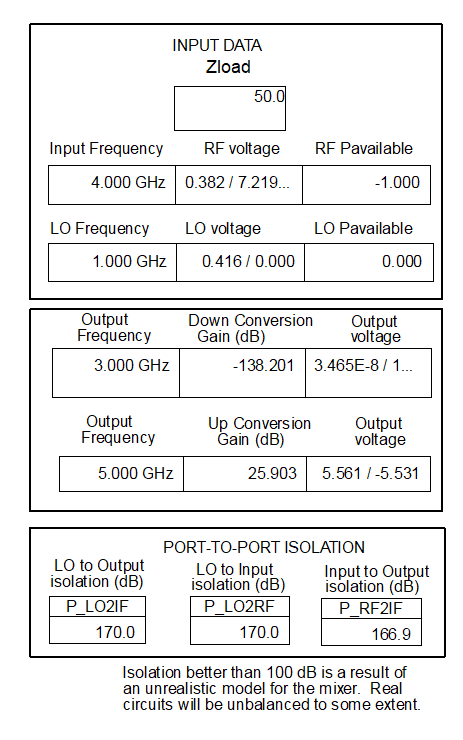 INPUT DATA
Zload
50.0
Input Frequency RF voltage RF Pavailable
4.000 GHz 0.382 / 7.219... -1.000
LO Frequency LO voltage LO Pavailable
1.000 GHz 0.416 / 0.000 0.000
Output Down Conversion Output
Frequency Gain (dB) voltage
3.000 GHz -138.201 3.465E-8 / 1...
Output Up Conversion Output
Frequency Gain (dB) voltage
5.000 GHz 25.903 5.561 / -5.531
PORT-TO-PORT ISOLATION
LO to Output LO to Input Input to Output
isolation (dB) isolation (dB) isolation (dB)
P_LO2IF P_LO2RF P_RF2IF
170.0 170.0 166.9
Isolation better than 100 dB is a result of
an unrealistic model for the mixer. Real
circuits will be unbalanced to some extent.